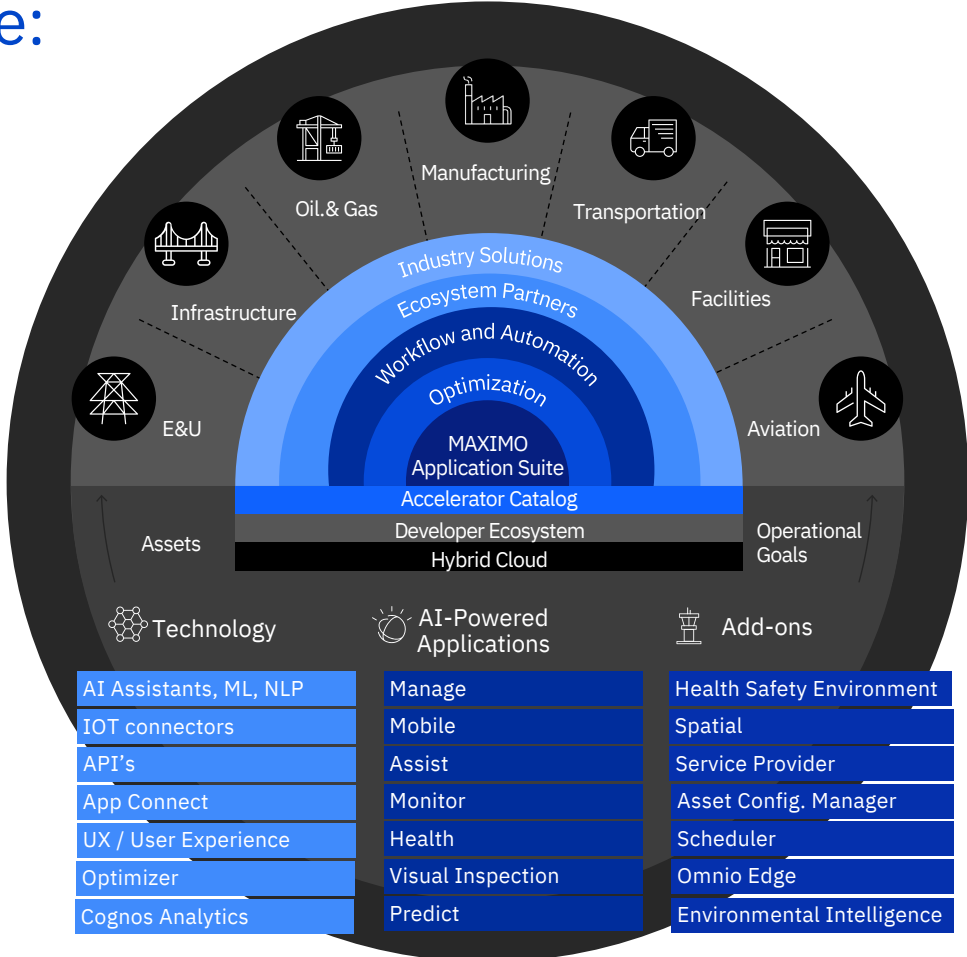 e:
Manufacturing
Oil.& Gas
Transportation
Infrastructure
Facilities
E&U
Aviation
Industry Solutions
Ecosystem Partners
Workflow and Automation
Optimization
MAXIMO
Application Suite
Accelerator Catalog
Developer Ecosystem
Hybrid Cloud
Assets
Operational
Goals
Technology
AI Assistants, ML, NLP
IOT connectors
API’s
App Connect
UX / User Experience
Optimizer
Cognos Analytics
AI-Powered
Applications
Manage
Mobile
Assist
Monitor
Health
Visual Inspection
Predict
Add-ons
Health Safety Environment
Spatial
Service Provider
Asset Config. Manager
Scheduler
Omnio Edge
Environmental Intelligence